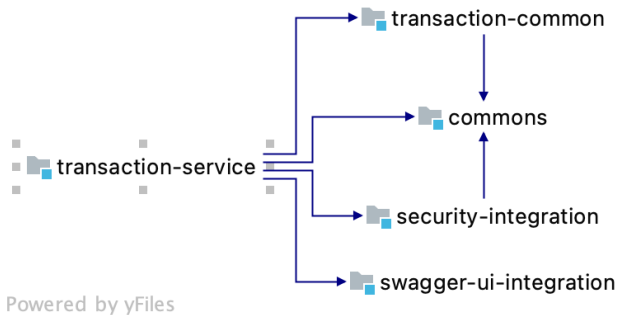 transaction-common
commons
transaction-service
security-integration
swagger-ui-integration
Powered by yFiles